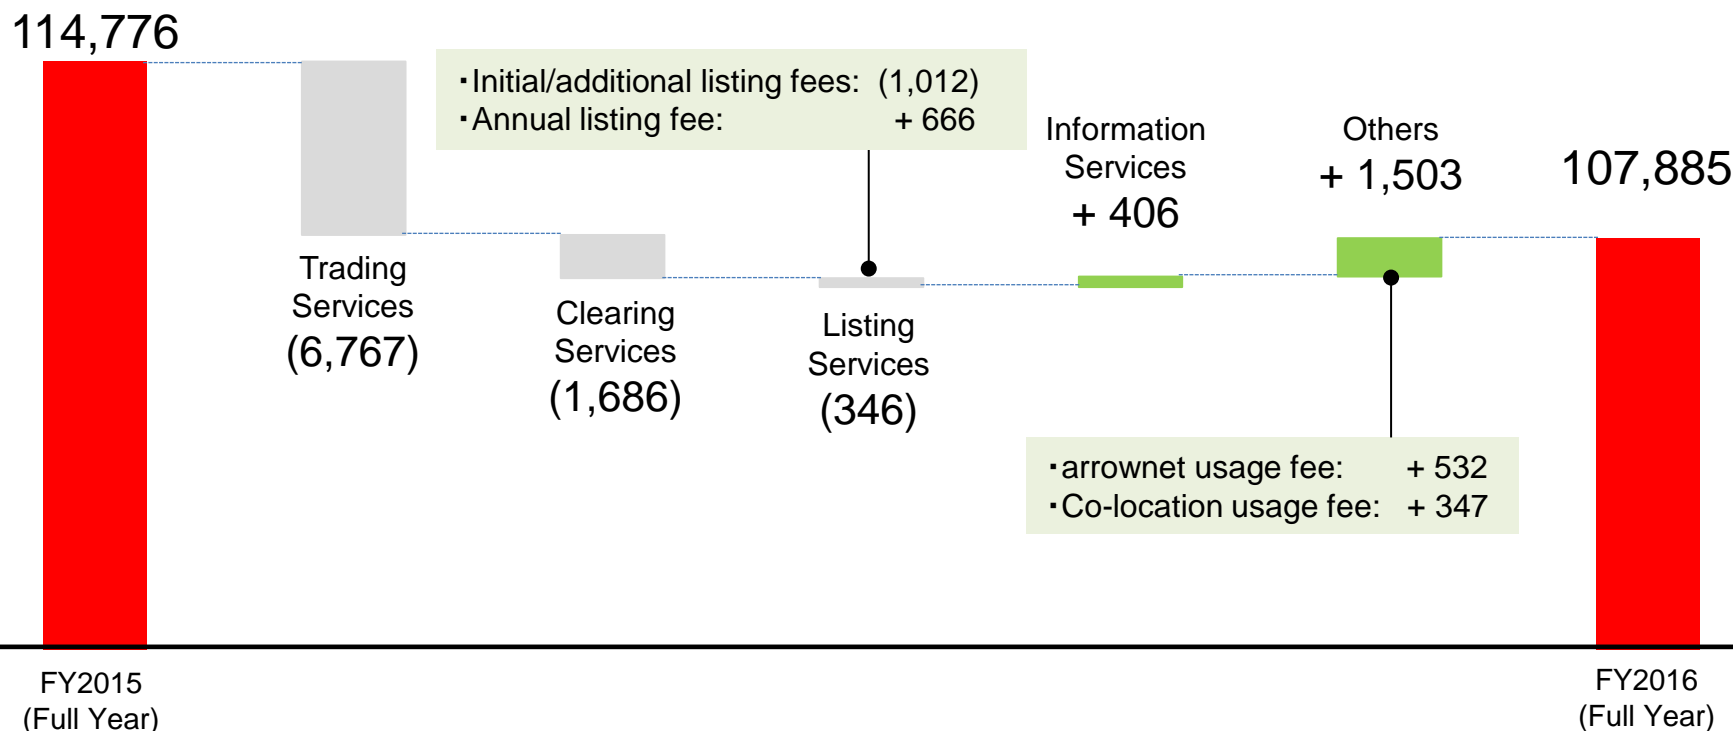 114,776
・Initial/additional listing fees: (1,012)
・Annual listing fee: + 666
Information
Services
+ 406
Others
+ 1,503
107,885
Trading
Services
(6,767)
Clearing
Services
(1,686)
Listing
Services
(346)
・arrownet usage fee: + 532
・Co-location usage fee: + 347
FY2015
(Full Year)
FY2016
(Full Year)